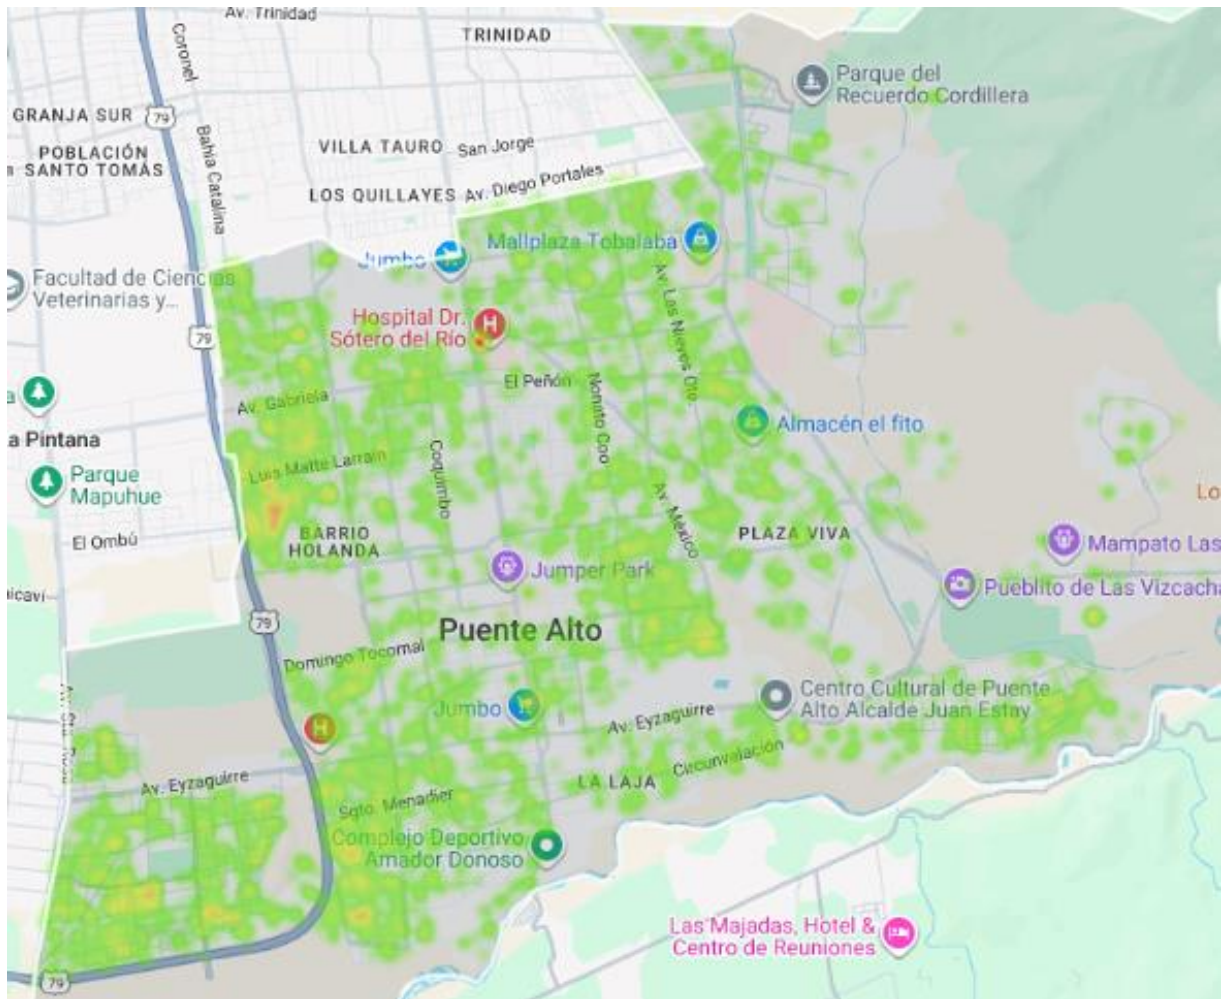 Av. Trinidad
TRINIDAD
Coronel
Parque del
Recuerdo Cordillera
GRANJA SUR
79
POBLACIÓN
SANTO TOMÁS
Bahía Catalina
VILLA TAURO
San Jorge
LOS QUILLAYES
Av. Diego Portales
Mallplaza Tobalaba
Jumbo
Facultad de Ciencias
Veterinarias y...
Hospital Dr.
Sótero del Río
H
79
Av. Las Nieves Ote.
El Peñón
Nonato Coo
Av. Gabriela
Almacén el fito
a Pintana
Luis Matte Larraín
Coquimbo
Parque
Mapuhue
Lo
Av. México
El Ombú
BARRIO
HOLANDA
PLAZA VIVA
Mampato Las
Jumper Park
Pueblito de Las Vizcacha
79
Puente Alto
Domingo Tocornal
Centro Cultural de Puente
Alto Alcalde Juan Estay
Jumbo
Av. Eyzaguirre
H
Circunvalación
LA LAJA
Av. Eyzaguirre
Sgto. Menadier
Complejo Deportivo
Amador Donoso
Las Majadas, Hotel &
Centro de Reuniones
79